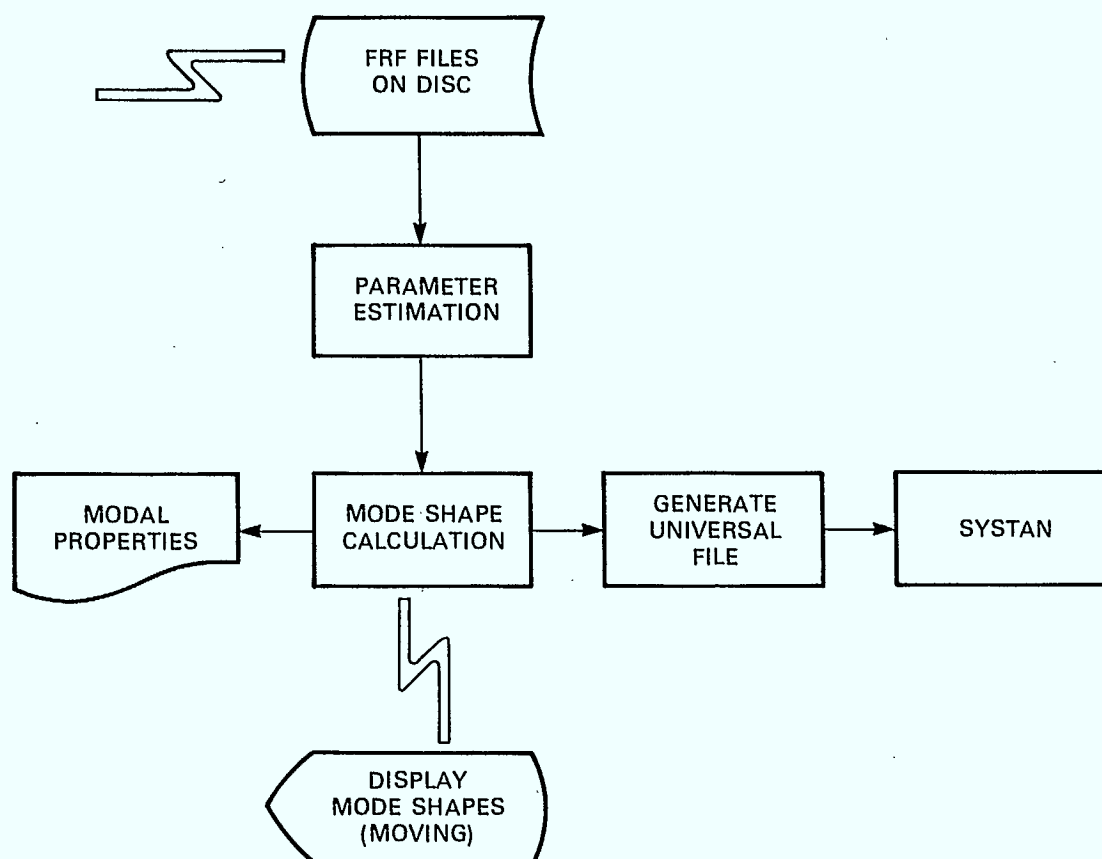 FRF FILES
ON DISC
PARAMETER
ESTIMATION
MODAL
PROPERTIES
MODE SHAPE
CALCULATION
GENERATE
UNIVERSAL
FILE
SYSTAN
DISPLAY
MODE SHAPES
(MOVING)